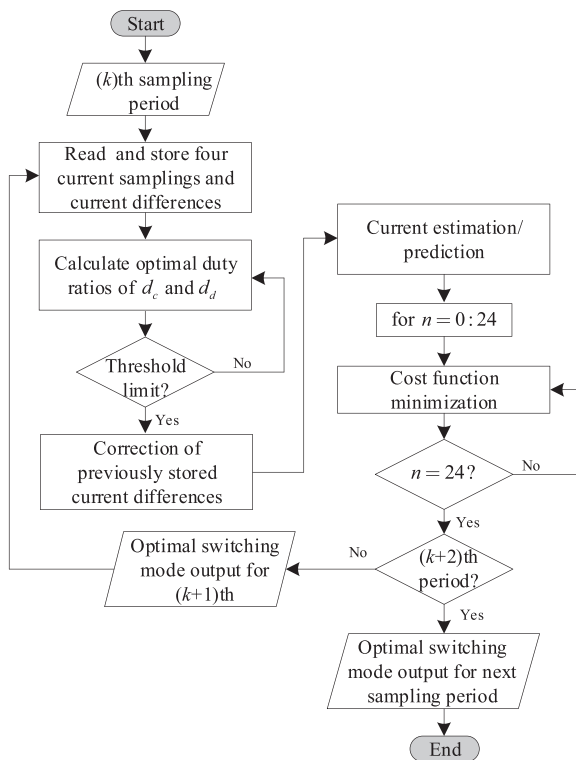 Start
(k)th sampling
period
Read and store four
current samplings and
current differences
Calculate optimal duty
ratios of d_c and d_d
Threshold
limit?
No
Yes
Correction of
previously stored
current differences
Current estimation/
prediction
for n = 0 : 24
Cost function
minimization
n = 24?
No
Yes
(k+2)th
period?
No
Yes
Optimal switching
mode output for
(k+1)th
Optimal switching
mode output for next
sampling period
End